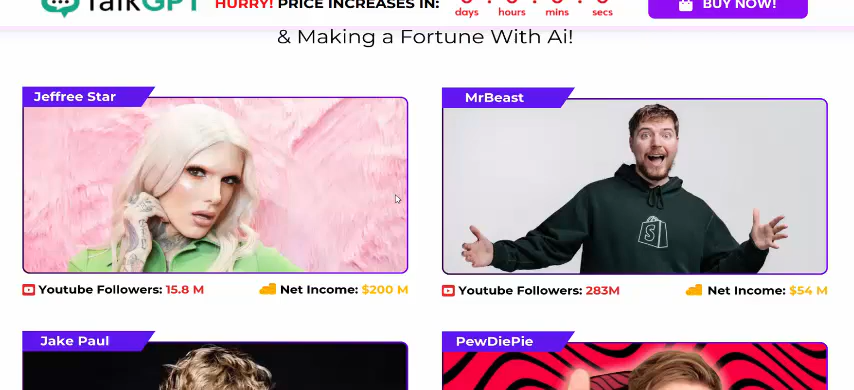 TalkGPT
HURRY! PRICE INCREASES IN:
days hours mins secs
BUY NOW!
& Making a Fortune With Ai!
Jeffree Star
MrBeast
Youtube Followers: 15.8 M
Net Income: $200 M
Youtube Followers: 283M
Net Income: $54 M
Jake Paul
PewDiePie